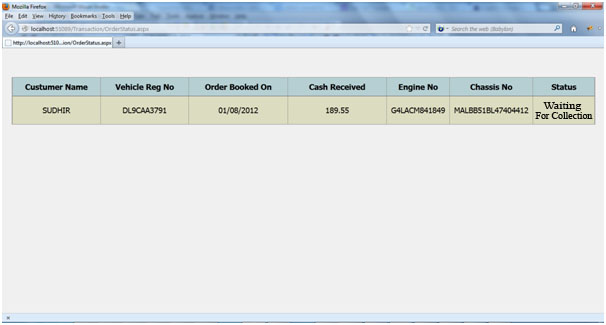 Mozilla Firefox
File Edit View History Bookmarks Tools Help
localhost:51089/Transaction/OrderStatus.aspx
Search the web (Babylon)
http://localhost:510...ion/OrderStatus.aspx
Custumer Name Vehicle Reg No Order Booked On Cash Received Engine No Chassis No Status
SUDHIR DL9CAA3791 01/08/2012 189.55 G4LACM841849 MALBB51BL47404412 Waiting
For Collection